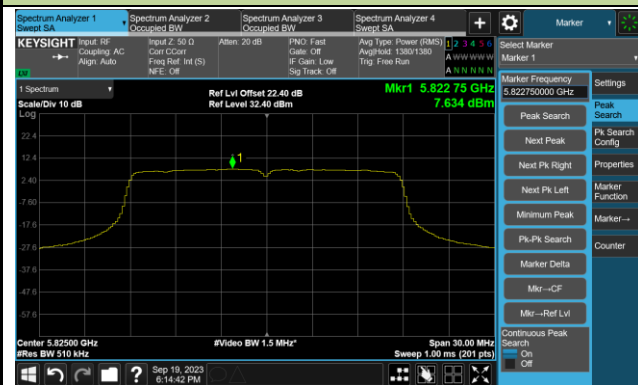 Spectrum Analyzer 1
Swept SA
Spectrum Analyzer 2
Occupied BW
Spectrum Analyzer 3
Occupied BW
Spectrum Analyzer 4
Swept SA
Marker
KEYSIGHT
Input: RF
Coupling: AC
Align: Auto
Input Z: 50 Ω
Corr CCorr
Freq Ref: Int (S)
NFE: Off
Atten: 20 dB
PNO: Fast
Gate: Off
IF Gain: Low
Sig Track: Off
Avg Type: Power (RMS)
Avg|Hold: 1380/1380
Trig: Free Run
1 2 3 4 5 6
A W W W W W
A N N N N N
Select Marker
Marker 1
1 Spectrum
Scale/Div 10 dB
Log
Ref Lvl Offset 22.40 dB
Ref Level 32.40 dBm
Mkr1 5.822 75 GHz
7.634 dBm
22.4
12.4
2.40
-7.60
-17.6
-27.6
-37.6
-47.6
-57.6
1
Center 5.82500 GHz
#Res BW 510 kHz
#Video BW 1.5 MHz*
Span 30.00 MHz
Sweep 1.00 ms (201 pts)
Marker Frequency
5.822750000 GHz
Peak Search
Next Peak
Next Pk Right
Next Pk Left
Minimum Peak
Pk-Pk Search
Marker Delta
Mkr→CF
Mkr→Ref Lvl
Continuous Peak
Search
On
Off
Settings
Peak
Search
Pk Search
Config
Properties
Marker
Function
Marker→
Counter
Sep 19, 2023
6:14:42 PM